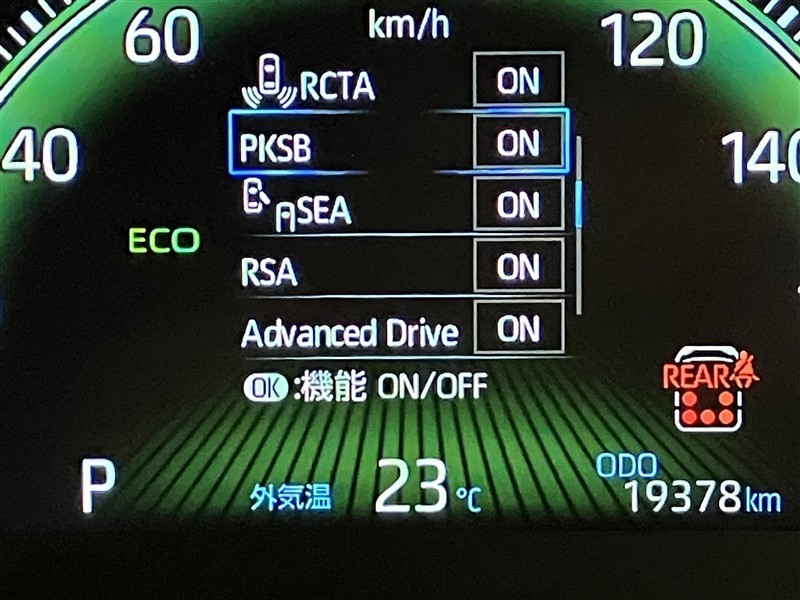 km/h
60
120
40
140
RCTA ON
PKSB ON
SEA ON
RSA ON
Advanced Drive ON
OK:機能 ON/OFF
ECO
REAR
P
外気温 23℃
ODO
19378km